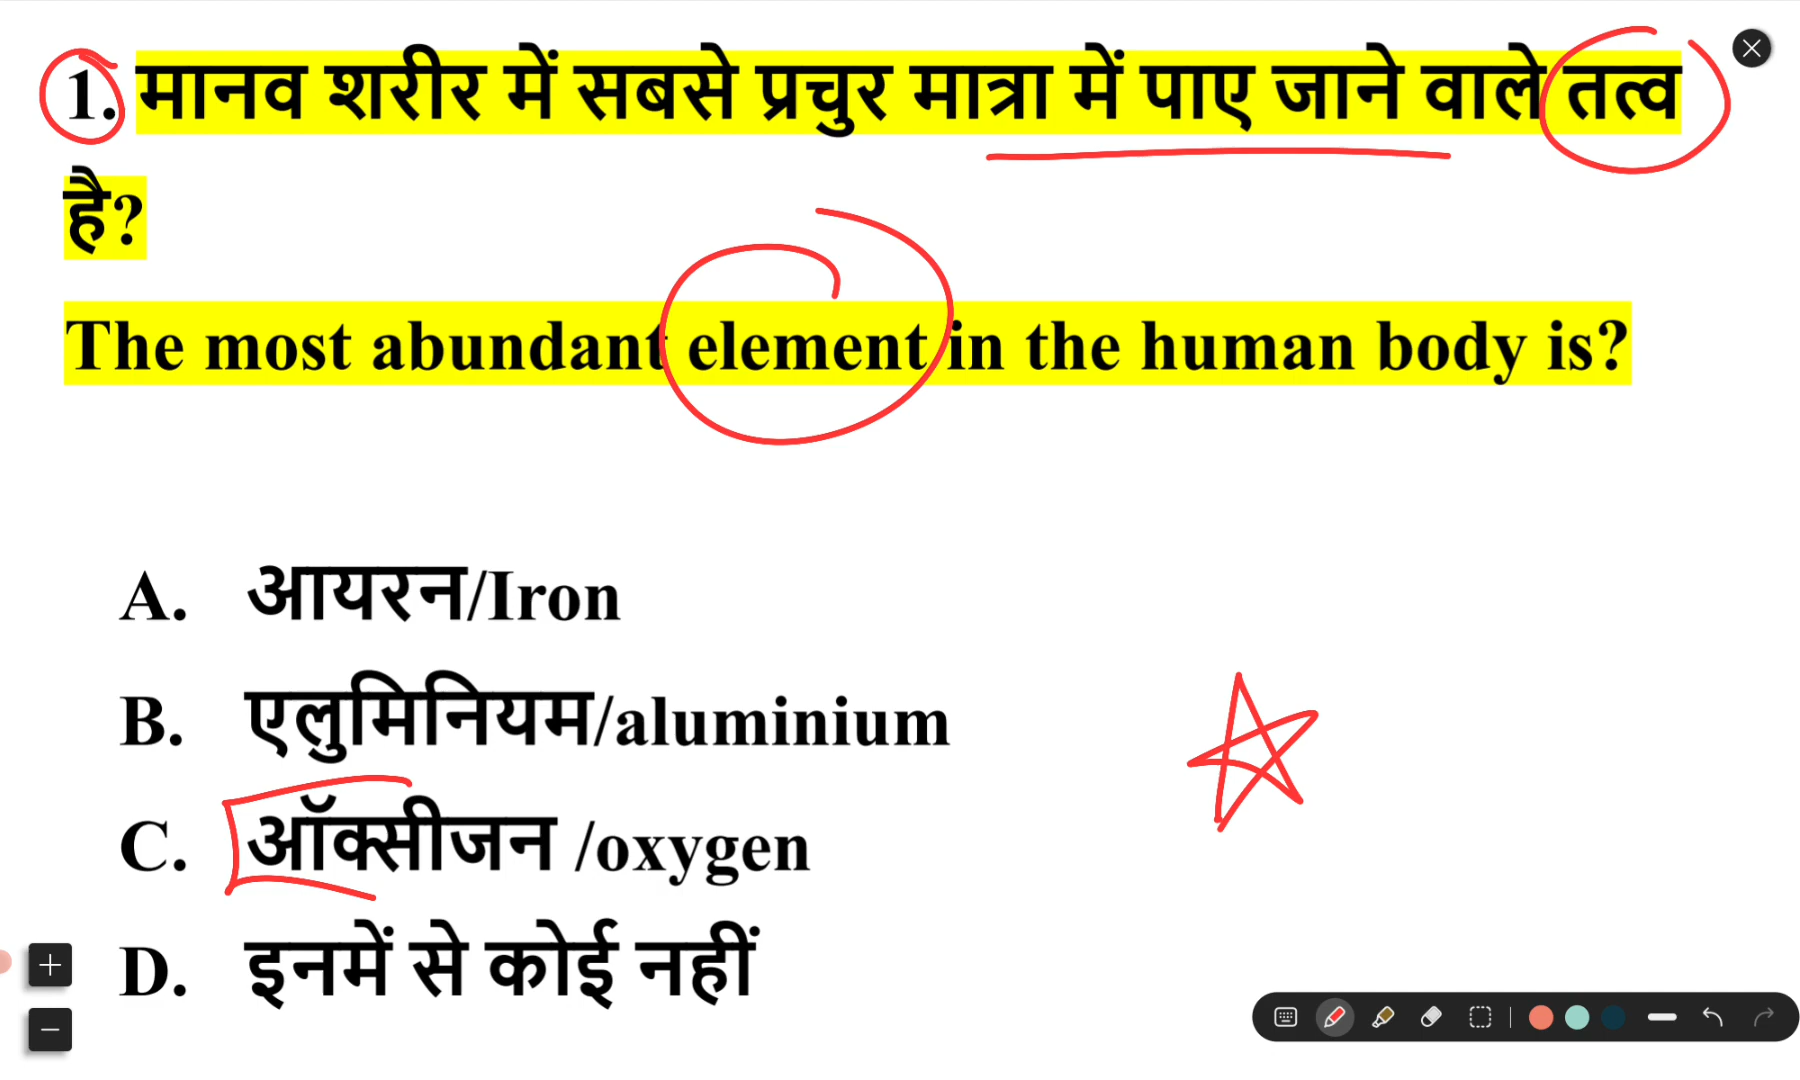 1. मानव शरीर में सबसे प्रचुर मात्रा में पाए जाने वाले तत्व
है?
The most abundant element in the human body is?
A. आयरन/Iron
B. एलुमिनियम/aluminium
C. ऑक्सीजन /oxygen
D. इनमें से कोई नहीं